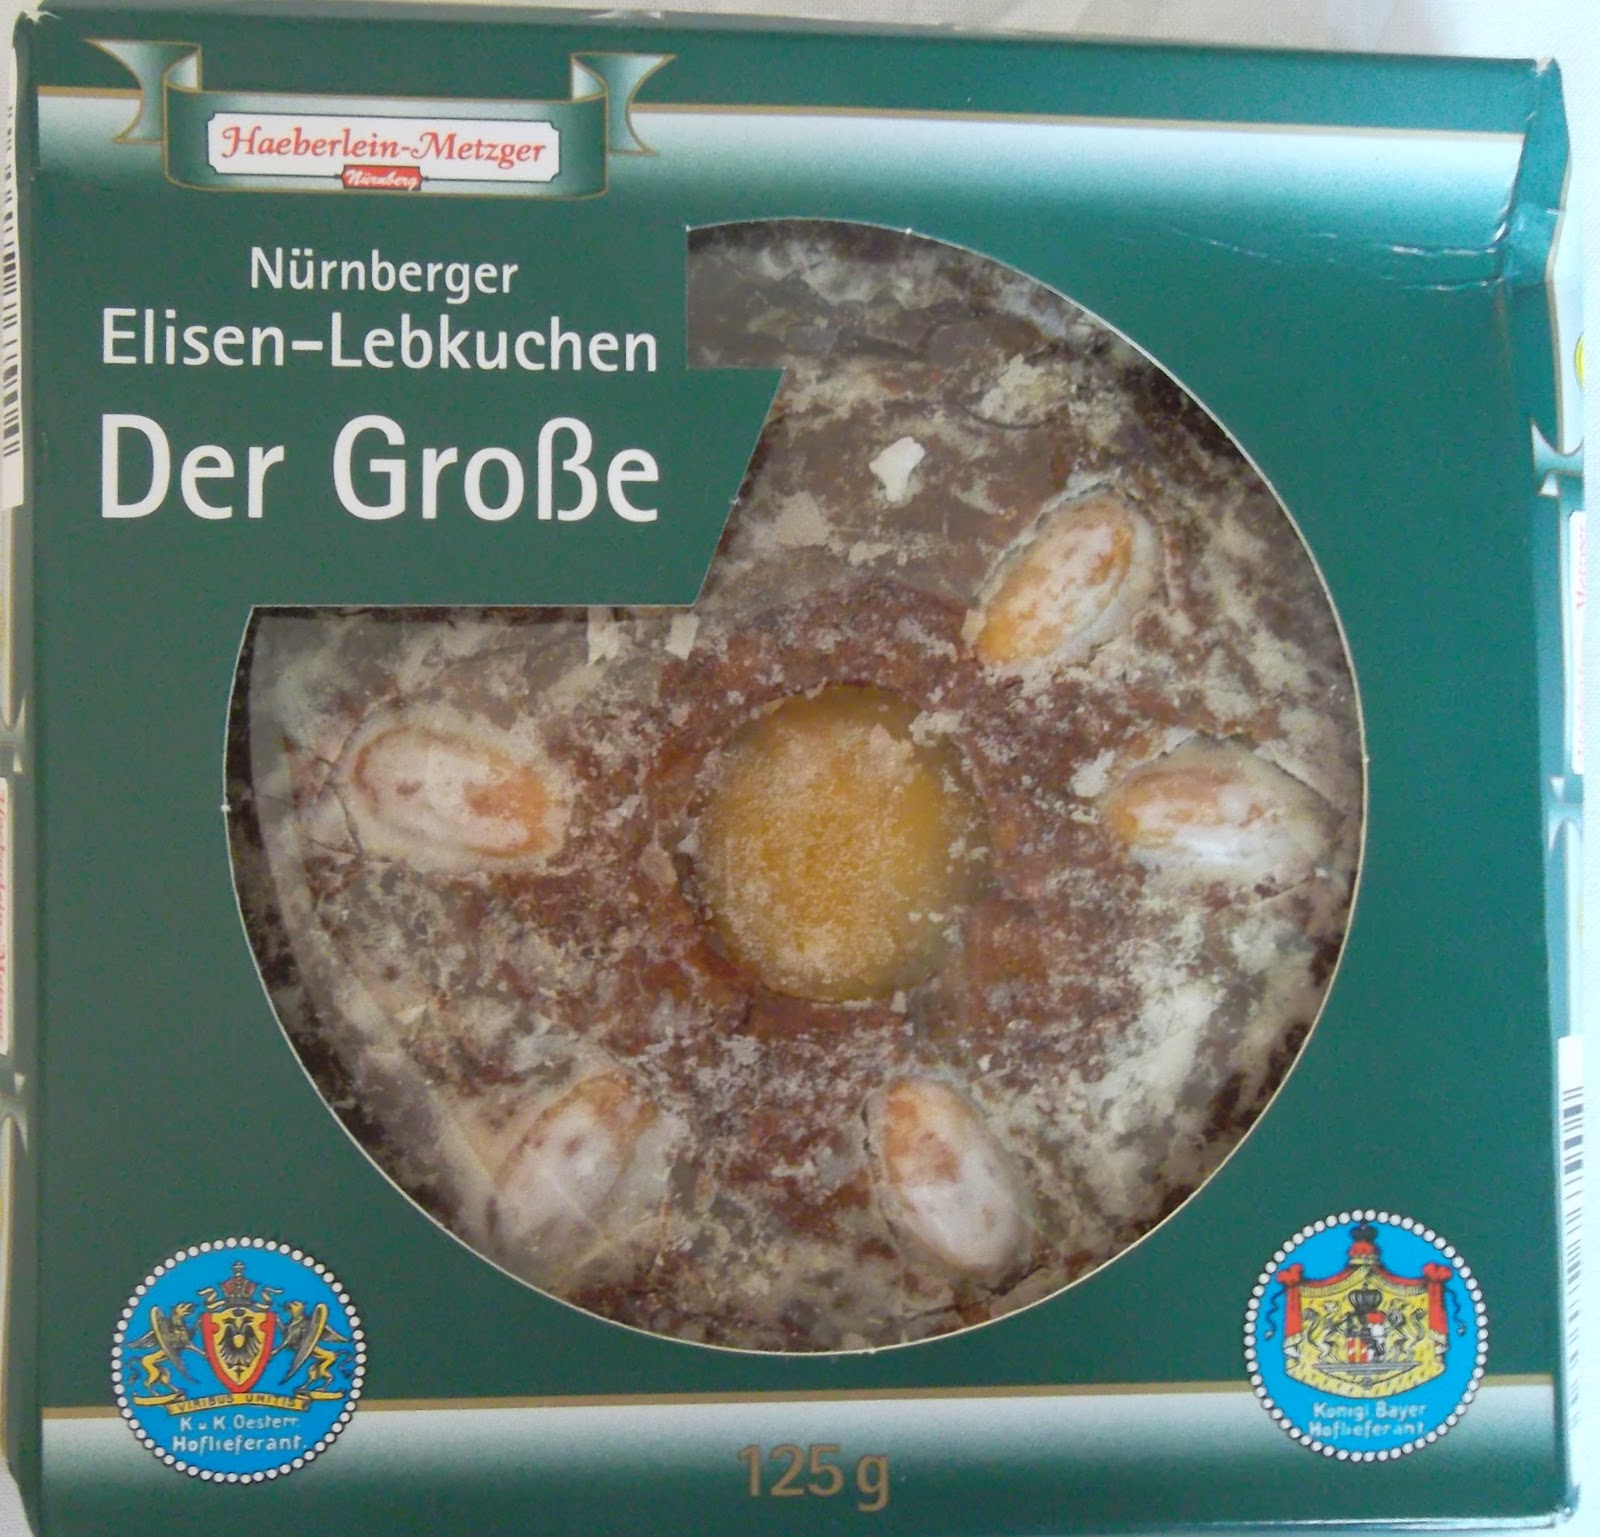 Haeberlein-Metzger
Nürnberg
Nürnberger
Elisen-Lebkuchen
Der Große
VIRIBUS UNITIS
K.u.K.Oesterr.
Hoflieferant.
Königl Bayer
Hoflieferant
125 g